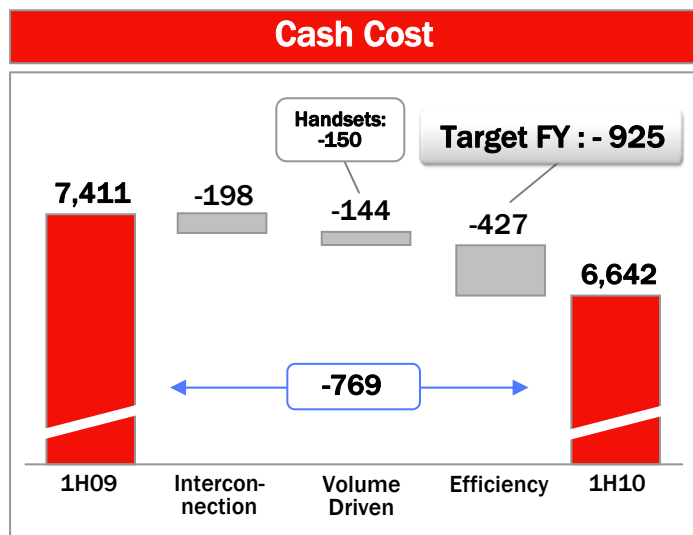 Cash Cost
Handsets:
-150
Target FY : - 925
7,411
-198
-144
-427
6,642
-769
1H09
Intercon-
nection
Volume
Driven
Efficiency
1H10